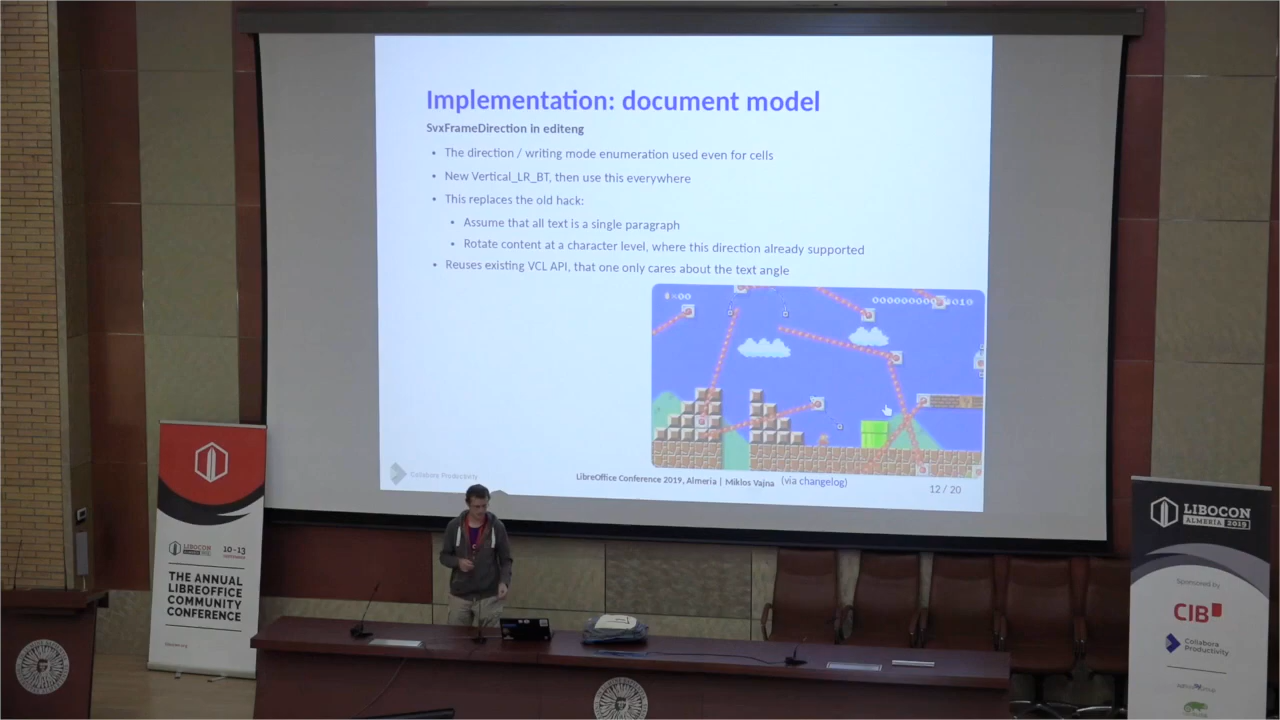 Implementation: document model
SvxFrameDirection in editeng
• The direction / writing mode enumeration used even for cells
• New Vertical_LR_BT, then use this everywhere
• This replaces the old hack:
• Assume that all text is a single paragraph
• Rotate content at a character level, where this direction already supported
• Reuses existing VCL API, that one only cares about the text angle
Collabora Productivity
LibreOffice Conference 2019, Almeria | Miklos Vajna
(via changelog)
12 / 20
LIBOCON
10-13
THE ANNUAL
LIBREOFFICE
COMMUNITY
CONFERENCE
LIBOCON
ALMERÍA 2019
Sponsored by
CIB
Collabora
Productivity